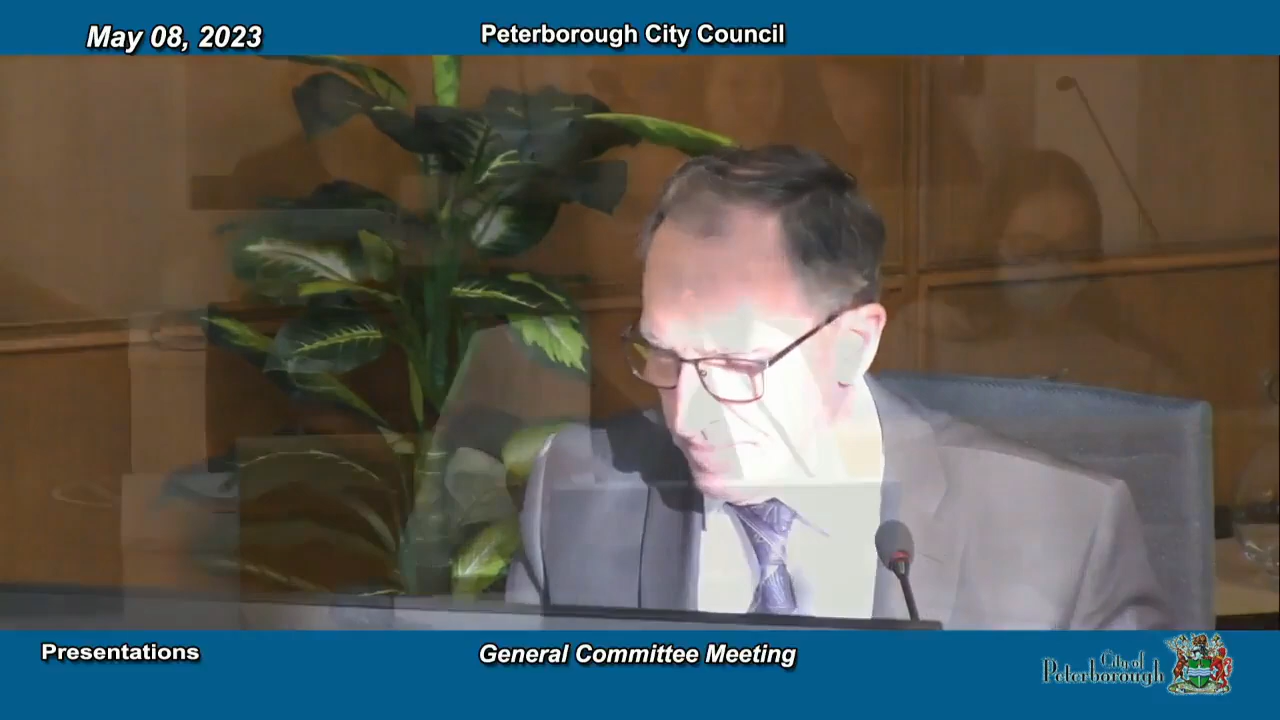 May 08, 2023
Peterborough City Council
Presentations
General Committee Meeting
City of
Peterborough